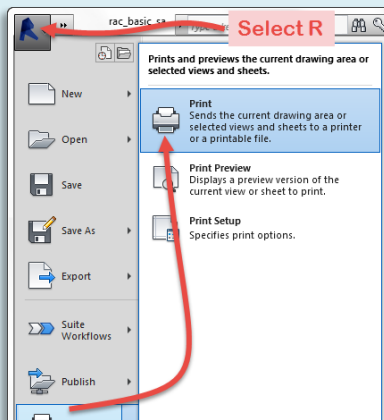 rac_basic_sa
Select R
Prints and previews the current drawing area or
selected views and sheets.
New
Print
Sends the current drawing area or
selected views and sheets to a printer
or a printable file.
Open
Print Preview
Displays a preview version of the
current view or sheet to print.
Save
Save As
Print Setup
Specifies print options.
Export
Suite
Workflows
Publish